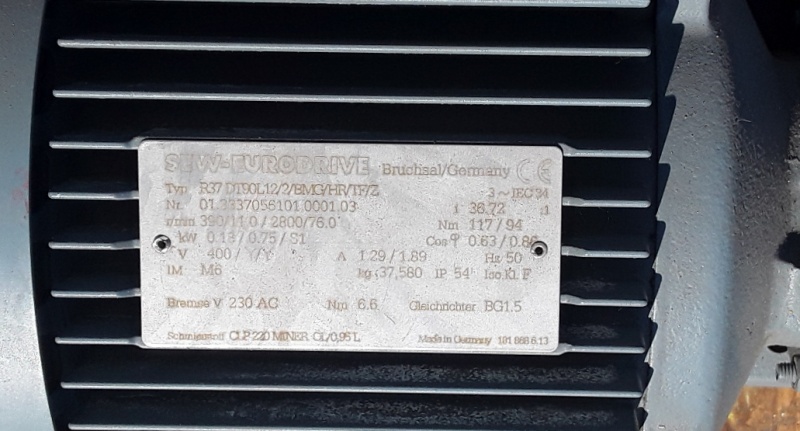 SEW-EURODRIVE Bruchsal/Germany CE
Typ R37 DT90L12/2/BMG/HR/TF/Z 3~IEC34
Nr. 01.3337056101.0001.03 i 36.72 :1
r/min 390/11.0 / 2800/76.0 Nm 117 / 94
kW 0.13 / 0.75 / S1 Cosφ 0.63 / 0.86
V 400 / Y/Y A 1.29 / 1.89 Hz 50
IM M6 kg 37,580 IP 54 Iso.Kl. F
Bremse V 230 AC Nm 6.6 Gleichrichter BG1.5
Schmierstoff CLP 220 MINER. ÖL/0,95 L Made in Germany 181 868 6.13